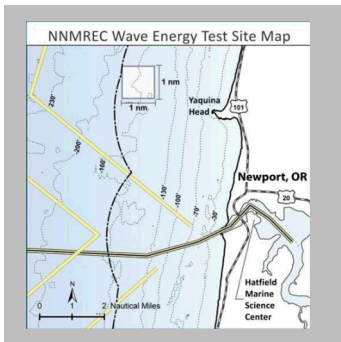 NNMREC Wave Energy Test Site Map
1 nm
1 nm
Yaquina
Head
101
-230'
-200'
-160'
-130'
-100'
-70'
-30'
Newport, OR
20
Hatfield
Marine
Science
Center
N
0 1 2 Nautical Miles